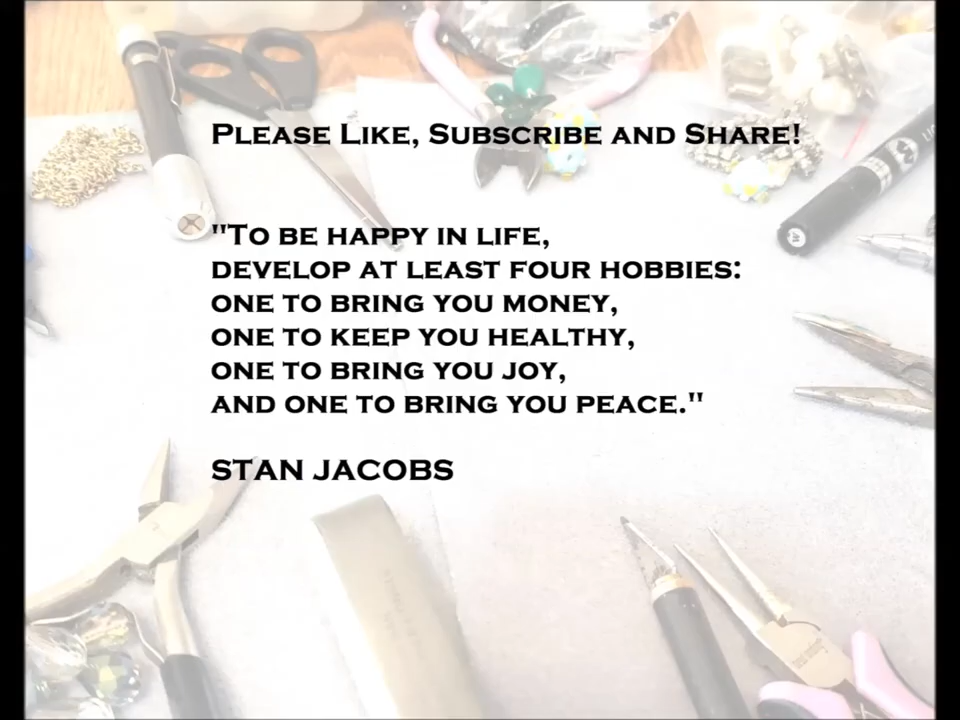 Please Like, Subscribe and Share!
"To be happy in life,
develop at least four hobbies:
one to bring you money,
one to keep you healthy,
one to bring you joy,
and one to bring you peace."
STAN JACOBS